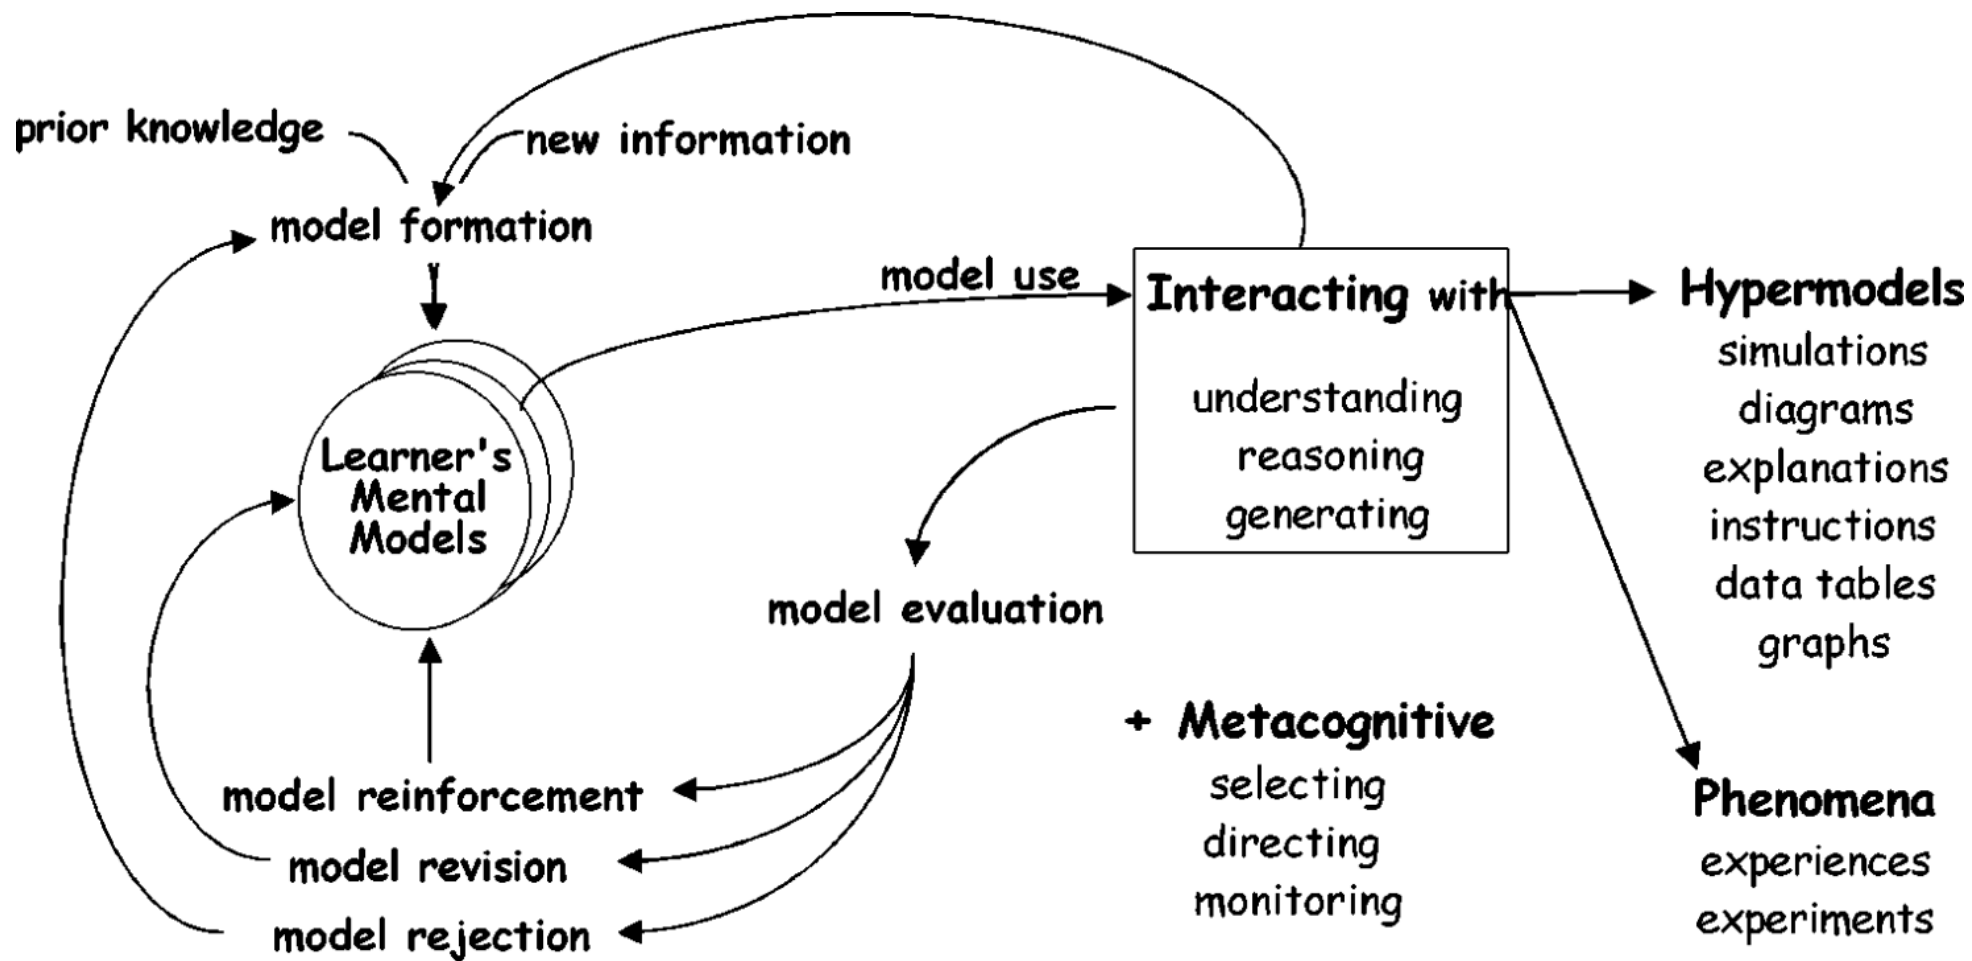 prior knowledge
new information
model formation
model use
Learner's
Mental
Models
Interacting with
understanding
reasoning
generating
Hypermodels
simulations
diagrams
explanations
instructions
data tables
graphs
model evaluation
+ Metacognitive
selecting
directing
monitoring
Phenomena
experiences
experiments
model reinforcement
model revision
model rejection